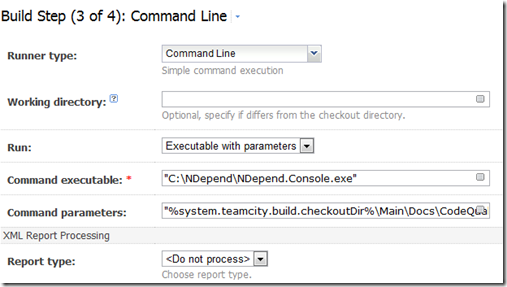 Build Step (3 of 4): Command Line
Runner type: Command Line
Simple command execution
Working directory: ?
Optional, specify if differs from the checkout directory.
Run: Executable with parameters
Command executable: * "C:\NDepend\NDepend.Console.exe"
Command parameters: "%system.teamcity.build.checkoutDir%\Main\Docs\CodeQua
XML Report Processing
Report type: <Do not process>
Choose report type.